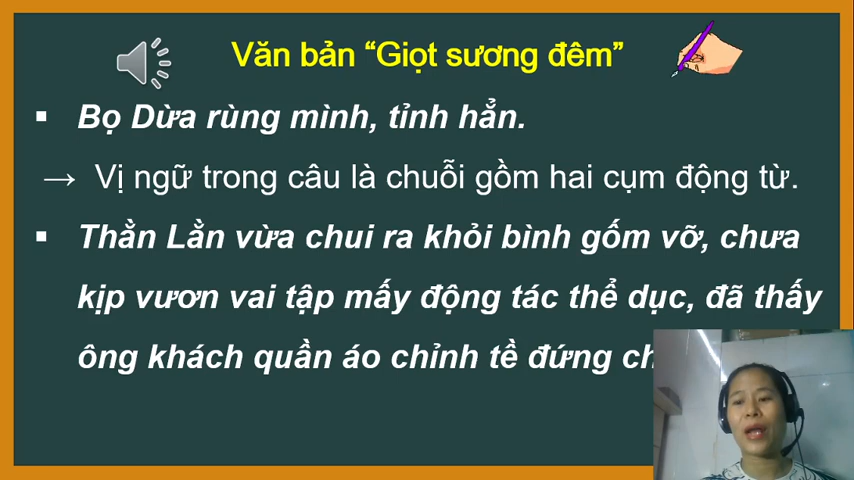 Văn bản “Giọt sương đêm”
▪ Bọ Dừa rùng mình, tỉnh hẳn.
→ Vị ngữ trong câu là chuỗi gồm hai cụm động từ.
▪ Thằn Lằn vừa chui ra khỏi bình gốm vỡ, chưa
kịp vươn vai tập mấy động tác thể dục, đã thấy
ông khách quần áo chỉnh tề đứng